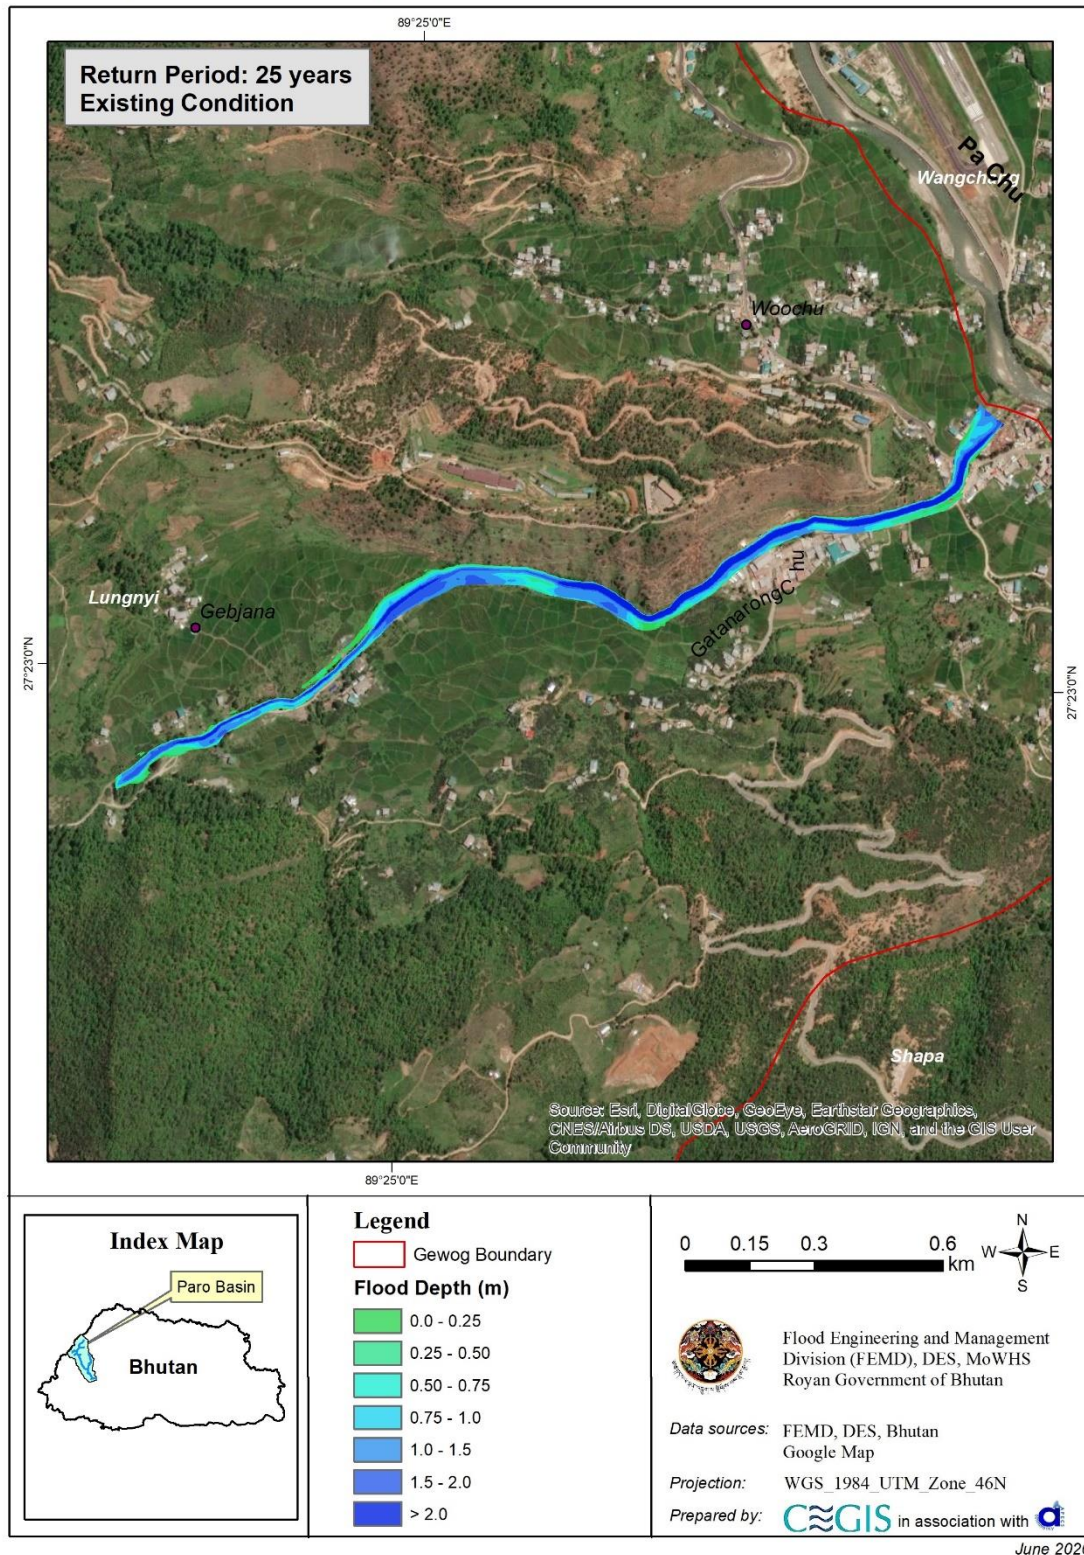 89°25'0"E
Return Period: 25 years
Existing Condition
Pa Chu
Wangchang
Woochu
Lungnyi
Gebjana
GatanarongC hu
27°23'0"N
27°23'0"N
Shapa
Source: Esri, DigitalGlobe, GeoEye, Earthstar Geographics,
CNES/Airbus DS, USDA, USGS, AeroGRID, IGN, and the GIS User
Community
89°25'0"E
Index Map
Paro Basin
Bhutan
Legend
Gewog Boundary
Flood Depth (m)
0.0 - 0.25
0.25 - 0.50
0.50 - 0.75
0.75 - 1.0
1.0 - 1.5
1.5 - 2.0
> 2.0
0 0.15 0.3 0.6
km
N
W E
S
Flood Engineering and Management
Division (FEMD), DES, MoWHS
Royan Government of Bhutan
Data sources: FEMD, DES, Bhutan
Google Map
Projection: WGS_1984_UTM_Zone_46N
Prepared by: CEGIS in association with